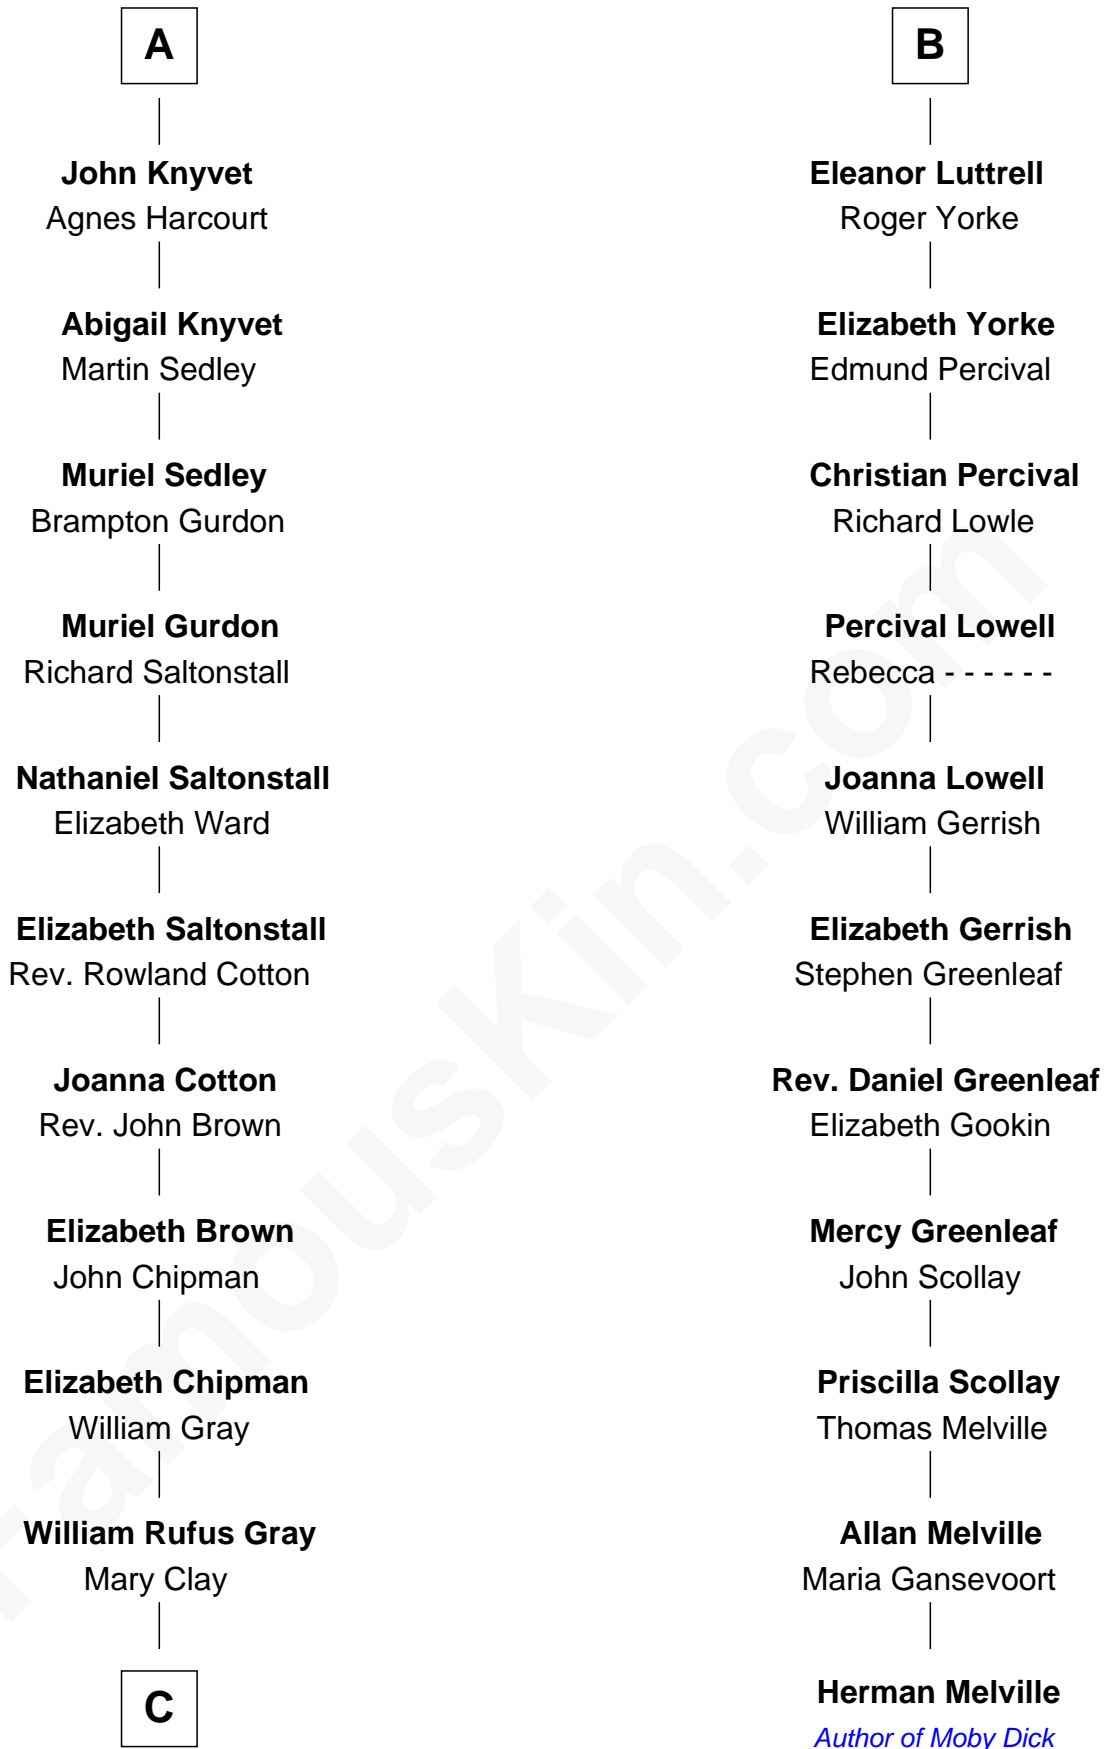 A
John Knyvet
Agnes Harcourt
Abigail Knyvet
Martin Sedley
Muriel Sedley
Brampton Gurdon
Muriel Gurdon
Richard Saltonstall
Nathaniel Saltonstall
Elizabeth Ward
Elizabeth Saltonstall
Rev. Rowland Cotton
Joanna Cotton
Rev. John Brown
Elizabeth Brown
John Chipman
Elizabeth Chipman
William Gray
William Rufus Gray
Mary Clay
C
B
Eleanor Luttrell
Roger Yorke
Elizabeth Yorke
Edmund Percival
Christian Percival
Richard Lowle
Percival Lowell
Rebecca - - - - - -
Joanna Lowell
William Gerrish
Elizabeth Gerrish
Stephen Greenleaf
Rev. Daniel Greenleaf
Elizabeth Gookin
Mercy Greenleaf
John Scollay
Priscilla Scollay
Thomas Melville
Allan Melville
Maria Gansevoort
Herman Melville
Author of Moby Dick
FamousKin.com